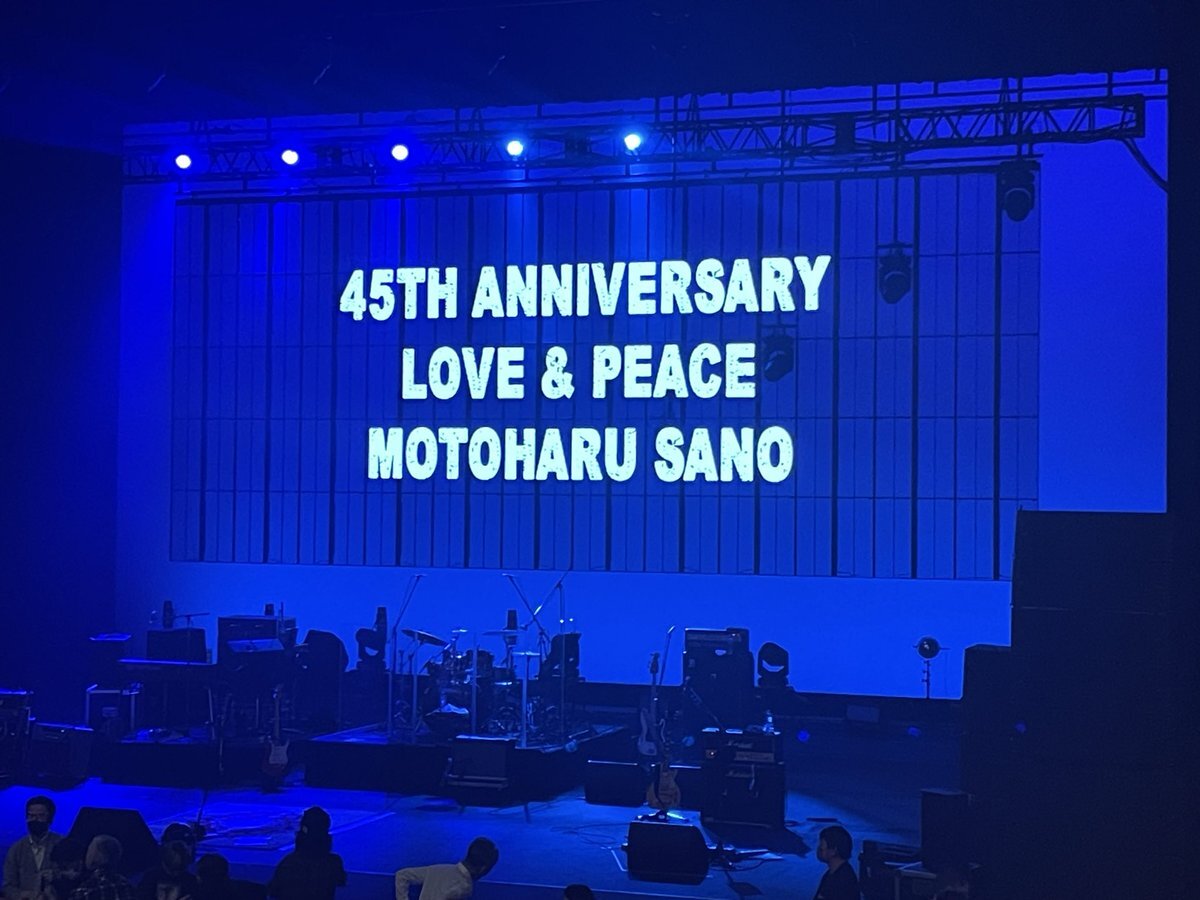 45TH ANNIVERSARY
LOVE & PEACE
MOTOHARU SANO